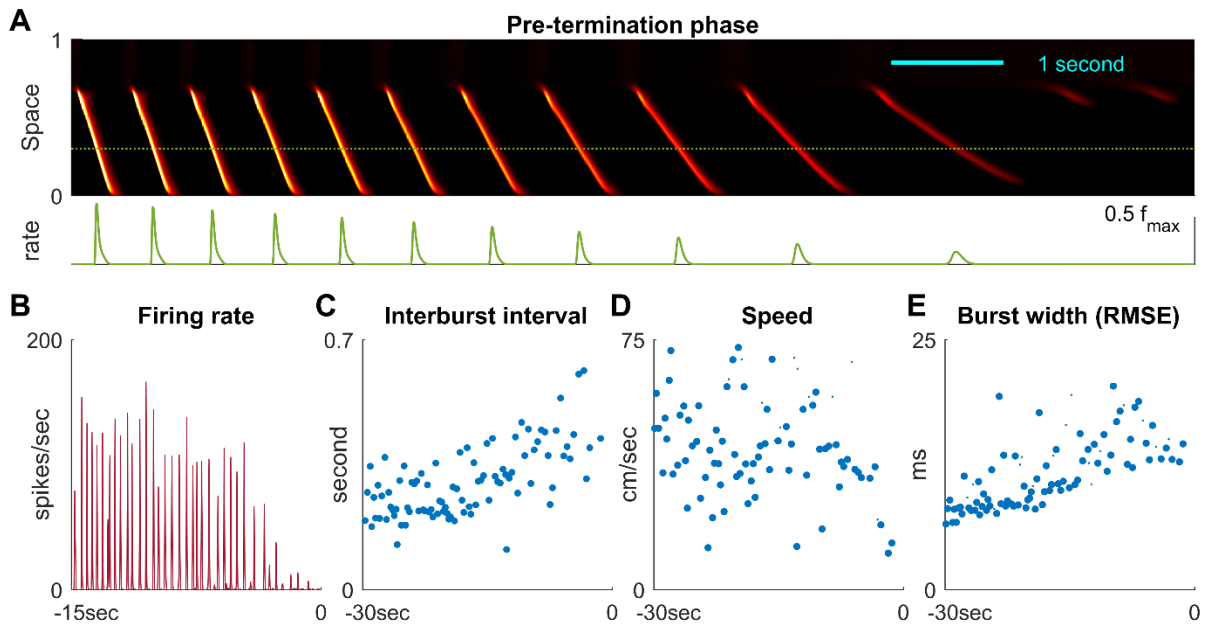 A
Pre-termination phase
1
Space
0
1 second
rate
0.5 fmax
B
Firing rate
200
spikes/sec
0
-15sec
0
C
Interburst interval
0.7
second
0
-30sec
0
D
Speed
75
cm/sec
0
-30sec
0
E
Burst width (RMSE)
25
ms
0
-30sec
0